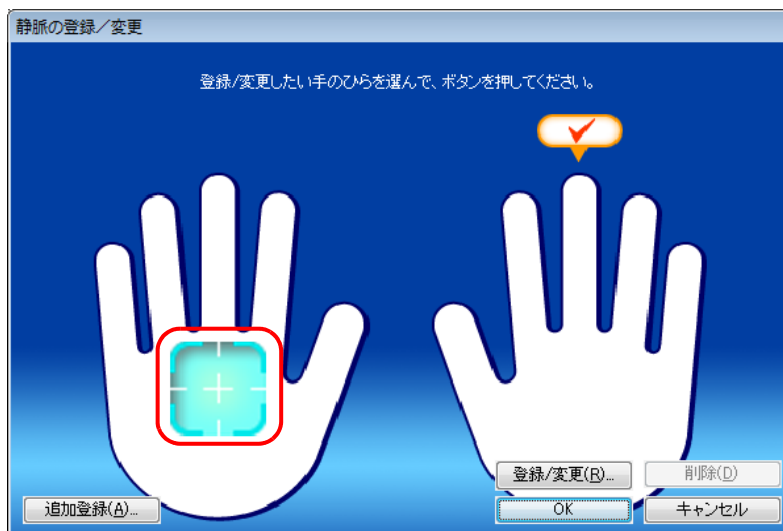 静脈の登録／変更
登録/変更したい手のひらを選んで、ボタンを押してください。
登録/変更(R)...
削除(D)
追加登録(A)...
OK
キャンセル